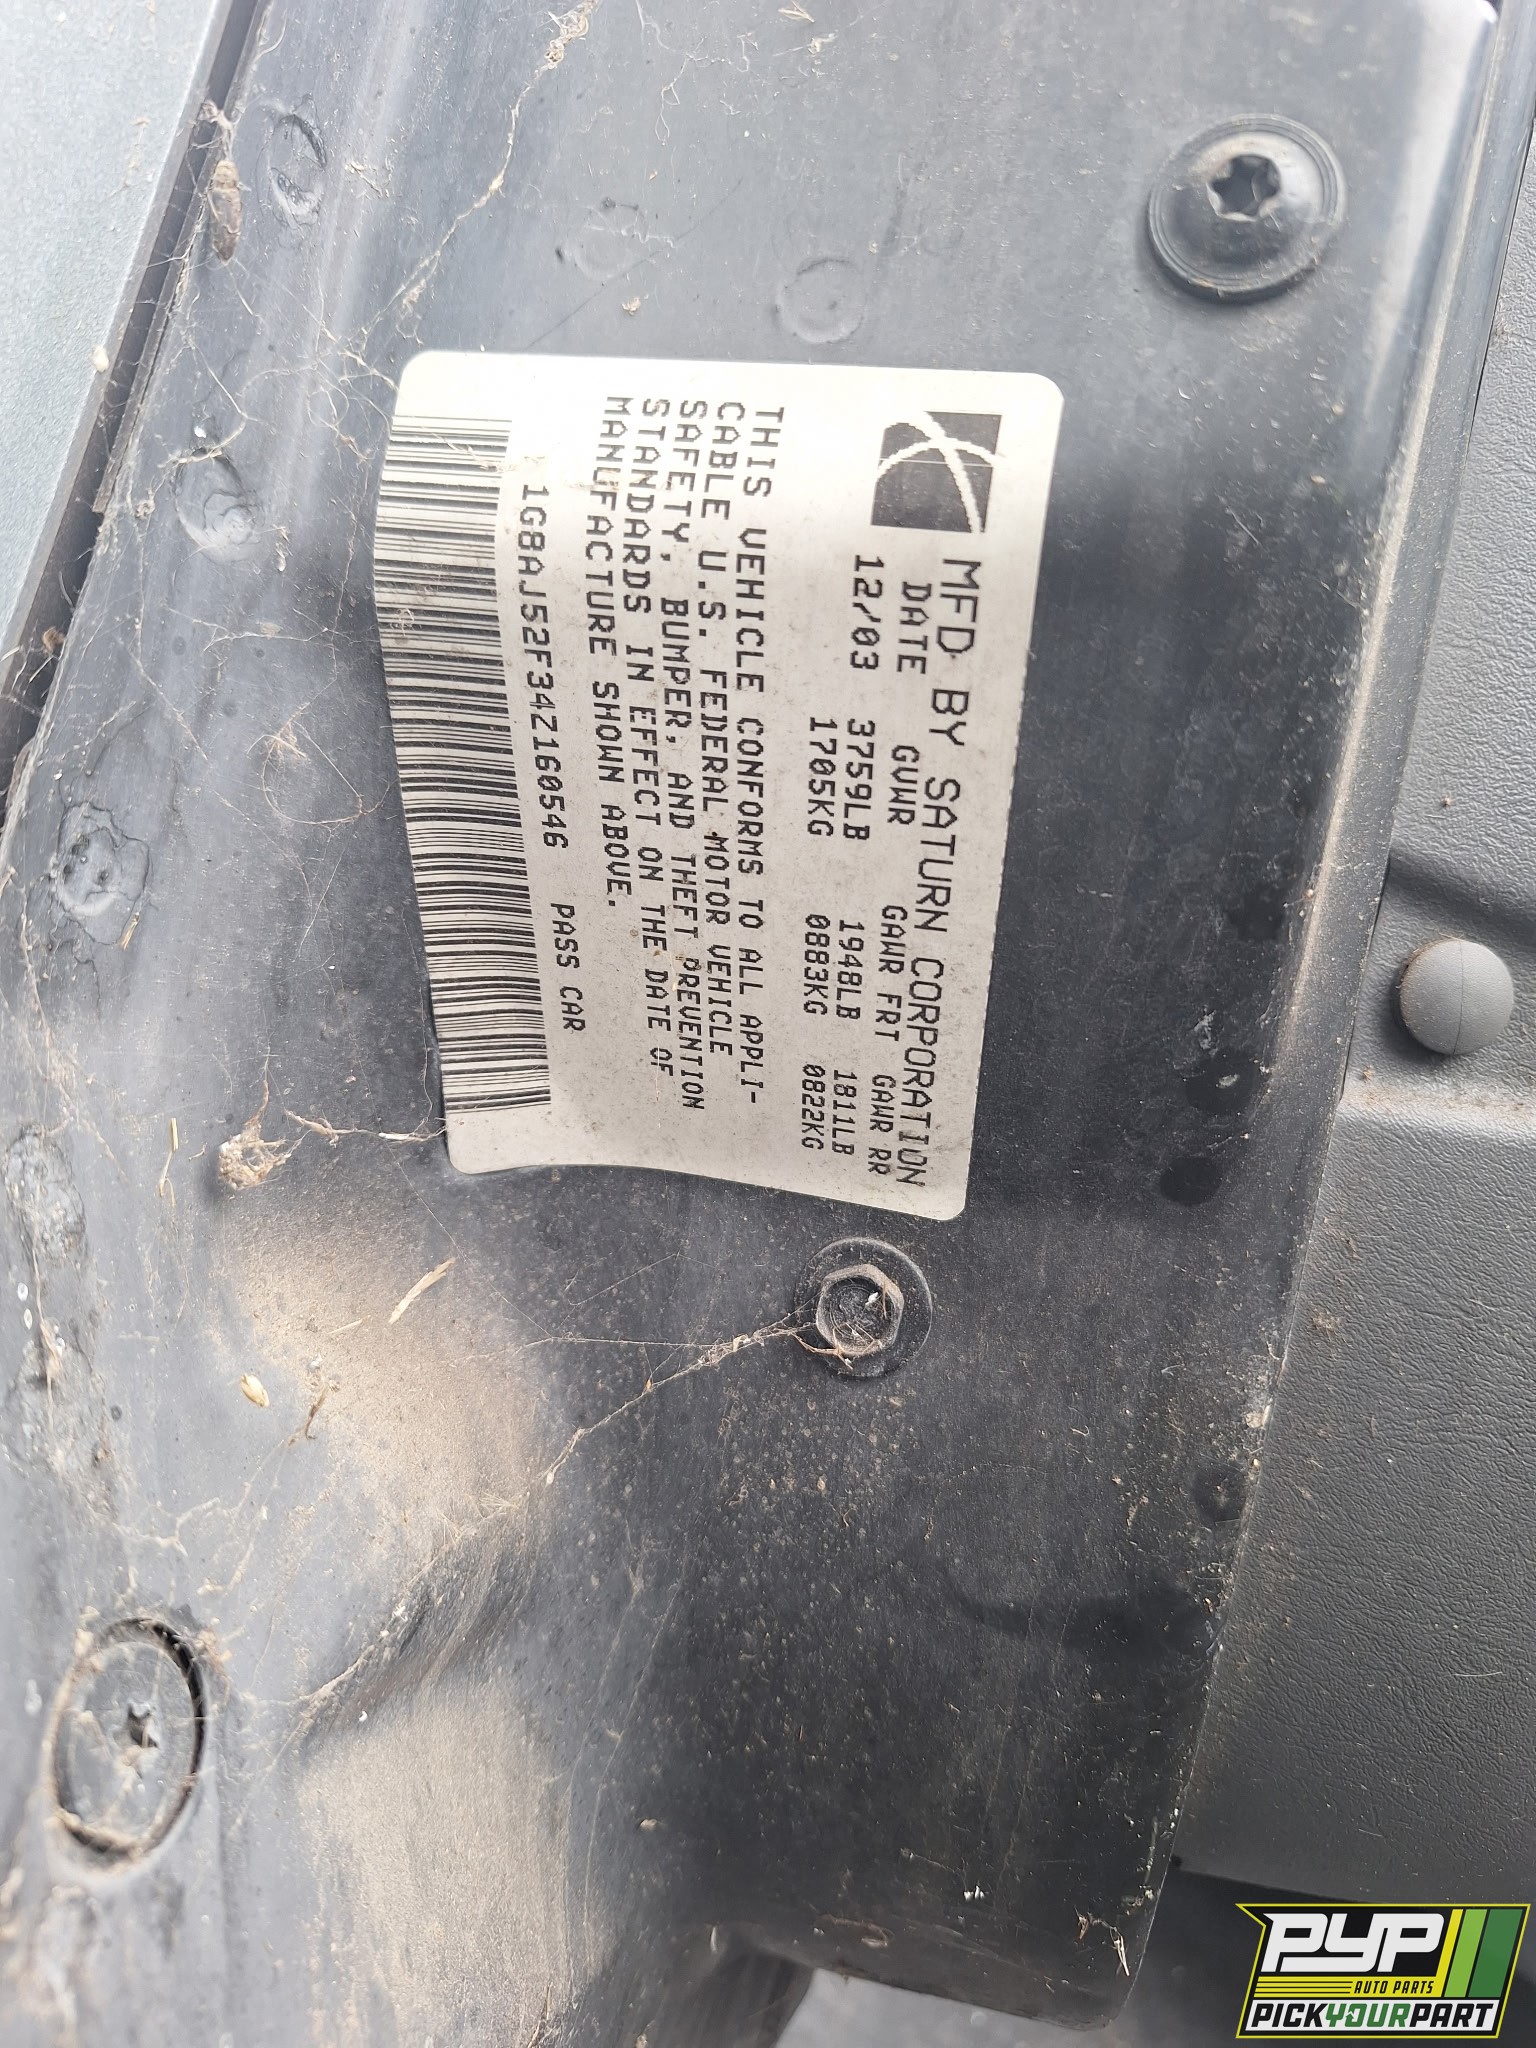 MFD BY SATURN CORPORATION
DATE GVWR GAWR FRT GAWR RR
12/03 3759LB 1948LB 1811LB
1705KG 0883KG 0822KG
THIS VEHICLE CONFORMS TO ALL APPLI-
CABLE U.S. FEDERAL MOTOR VEHICLE
SAFETY, BUMPER, AND THEFT PREVENTION
STANDARDS IN EFFECT ON THE DATE OF
MANUFACTURE SHOWN ABOVE.
1G8AJ52F34Z160546 PASS CAR
PYP
AUTO PARTS
PICKYOURPART